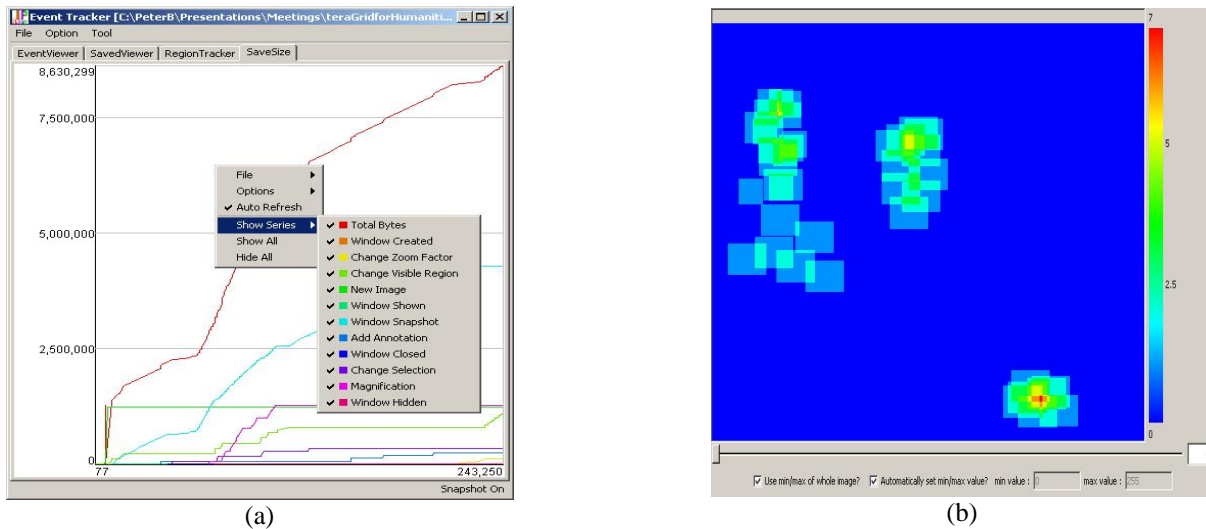 Event Tracker [C:\PeterB\Presentations\Meetings\teraGridforHumaniti...
File Option Tool
EventViewer SavedViewer RegionTracker SaveSize
8,630,299
7,500,000
5,000,000
2,500,000
0
77 243,250
File
Options
Auto Refresh
Show Series
Show All
Hide All
Total Bytes
Window Created
Change Zoom Factor
Change Visible Region
New Image
Window Shown
Window Snapshot
Add Annotation
Window Closed
Change Selection
Magnification
Window Hidden
Snapshot On
(a)
7
5
2.5
0
Use min/max of whole image? Automatically set min/max value? min value : 0 max value : 255
(b)